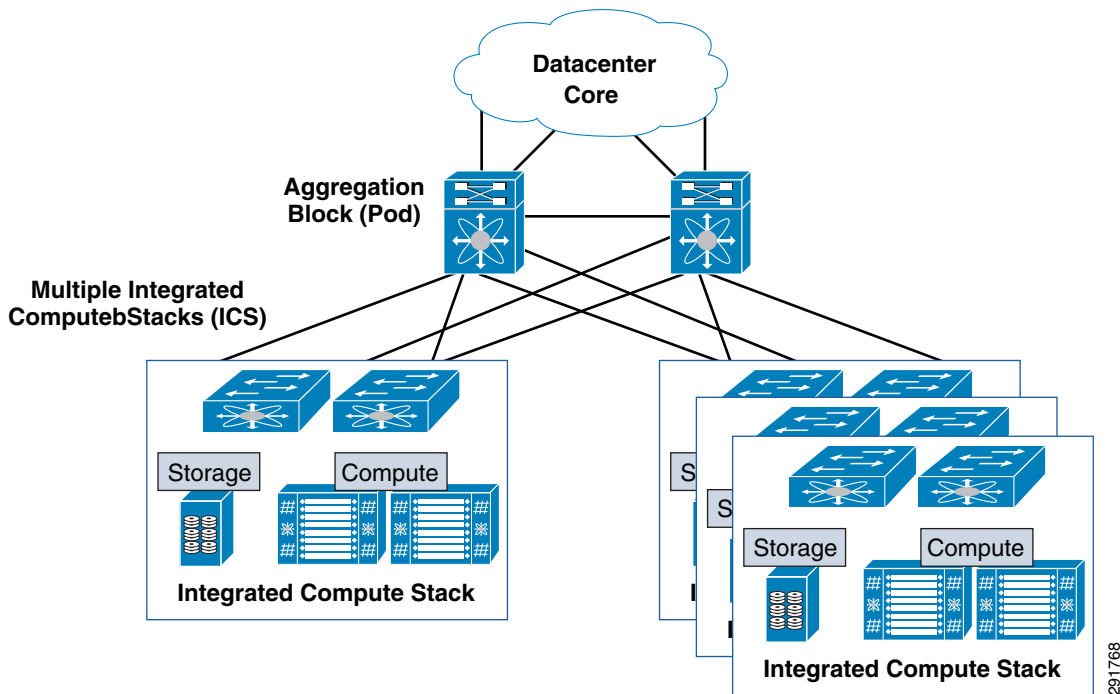 Datacenter
Core
Aggregation
Block (Pod)
Multiple Integrated
ComputebStacks (ICS)
Storage
Compute
Integrated Compute Stack
S
I
S
I
Storage
Compute
Integrated Compute Stack
291768